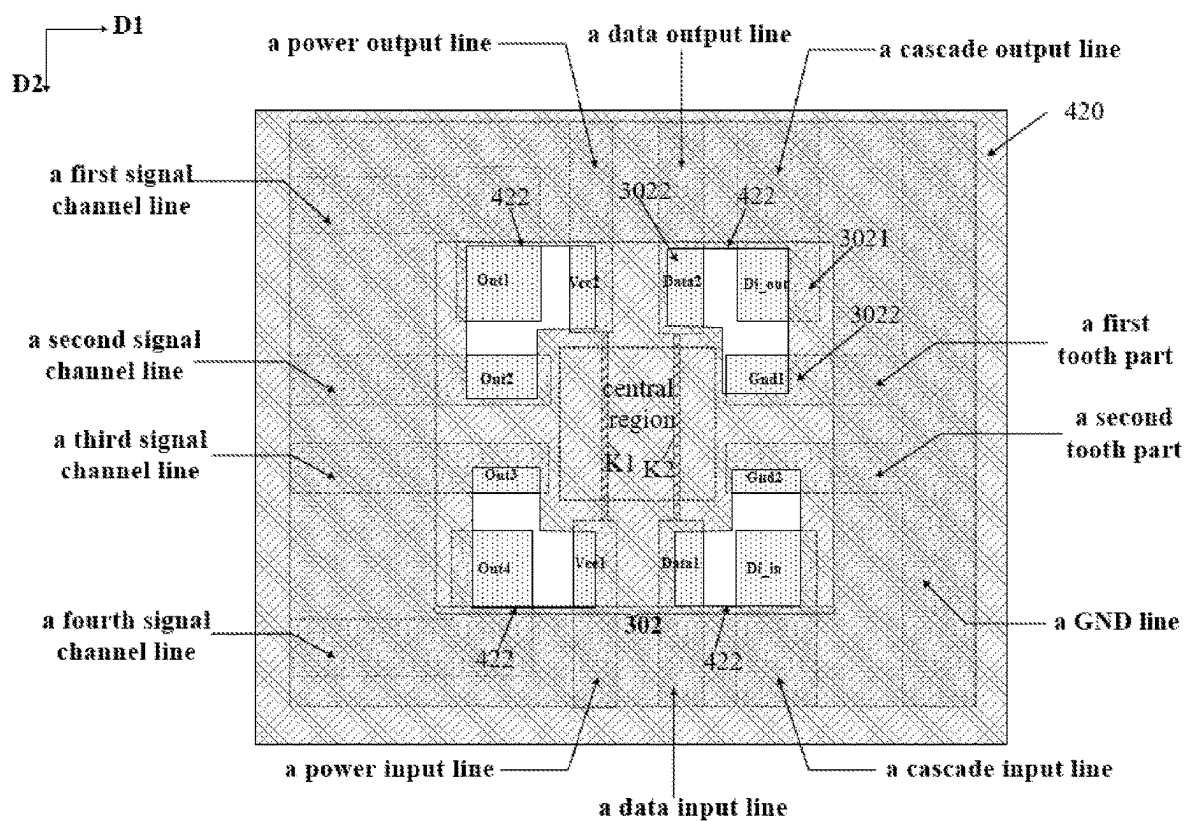 D1
D2
a power output line
a data output line
a cascade output line
420
a first signal
channel line
422
3022
422
3021
Out1
Vcc2
Data2
Di_out
3022
a second signal
channel line
a first
tooth part
Out2
Gnd1
central
region
a third signal
channel line
a second
tooth part
K1
K2
Out3
Gnd2
Out4
Vcc1
Data1
Di_in
a fourth signal
channel line
302
a GND line
422
422
a power input line
a cascade input line
a data input line